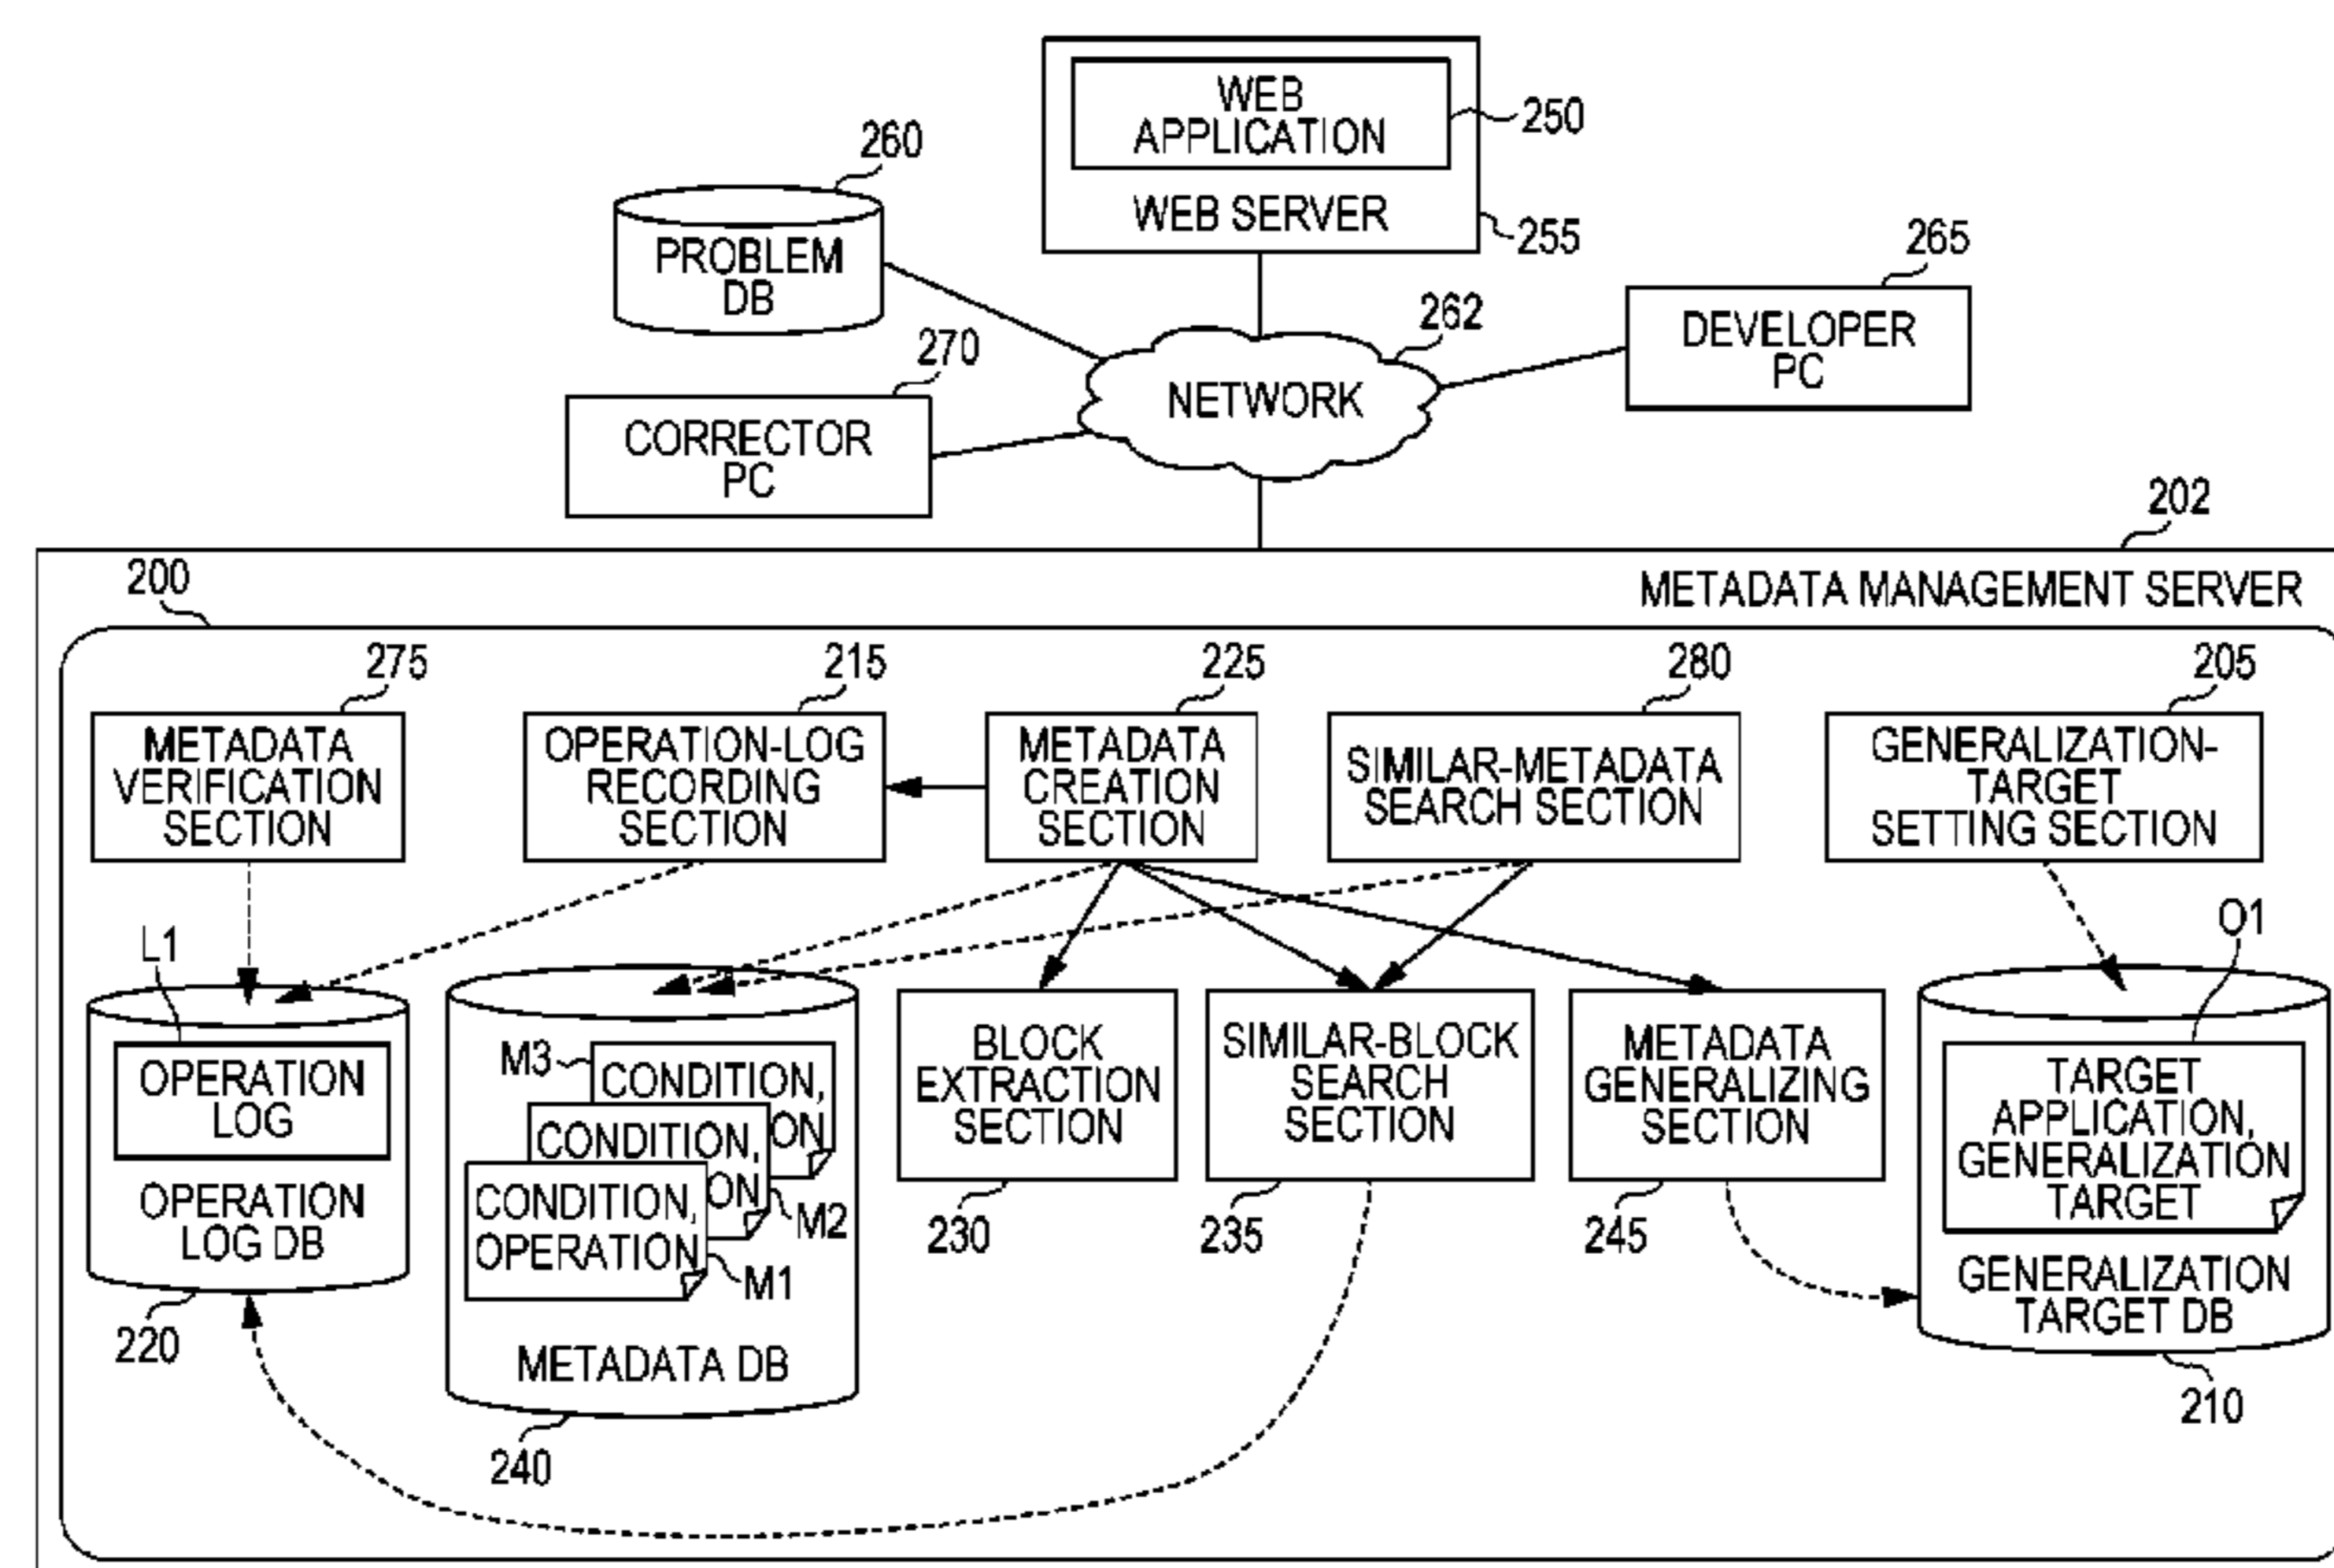 WEB
APPLICATION
250
WEB SERVER
255
260
PROBLEM
DB
265
DEVELOPER
PC
262
NETWORK
270
CORRECTOR
PC
202
METADATA MANAGEMENT SERVER
200
275
METADATA
VERIFICATION
SECTION
215
OPERATION-LOG
RECORDING
SECTION
225
METADATA
CREATION
SECTION
280
SIMILAR-METADATA
SEARCH SECTION
205
GENERALIZATION-
TARGET
SETTING SECTION
L1
OPERATION
LOG
OPERATION
LOG DB
220
M3
CONDITION,
ON
CONDITION,
ON
M2
CONDITION,
OPERATION
M1
METADATA DB
240
BLOCK
EXTRACTION
SECTION
230
SIMILAR-BLOCK
SEARCH
SECTION
235
METADATA
GENERALIZING
SECTION
245
O1
TARGET
APPLICATION,
GENERALIZATION
TARGET
GENERALIZATION
TARGET DB
210